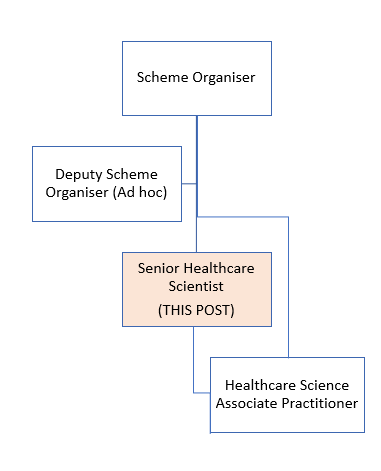 Scheme Organiser
Deputy Scheme
Organiser (Ad hoc)
Senior Healthcare
Scientist
(THIS POST)
Healthcare Science
Associate Practitioner